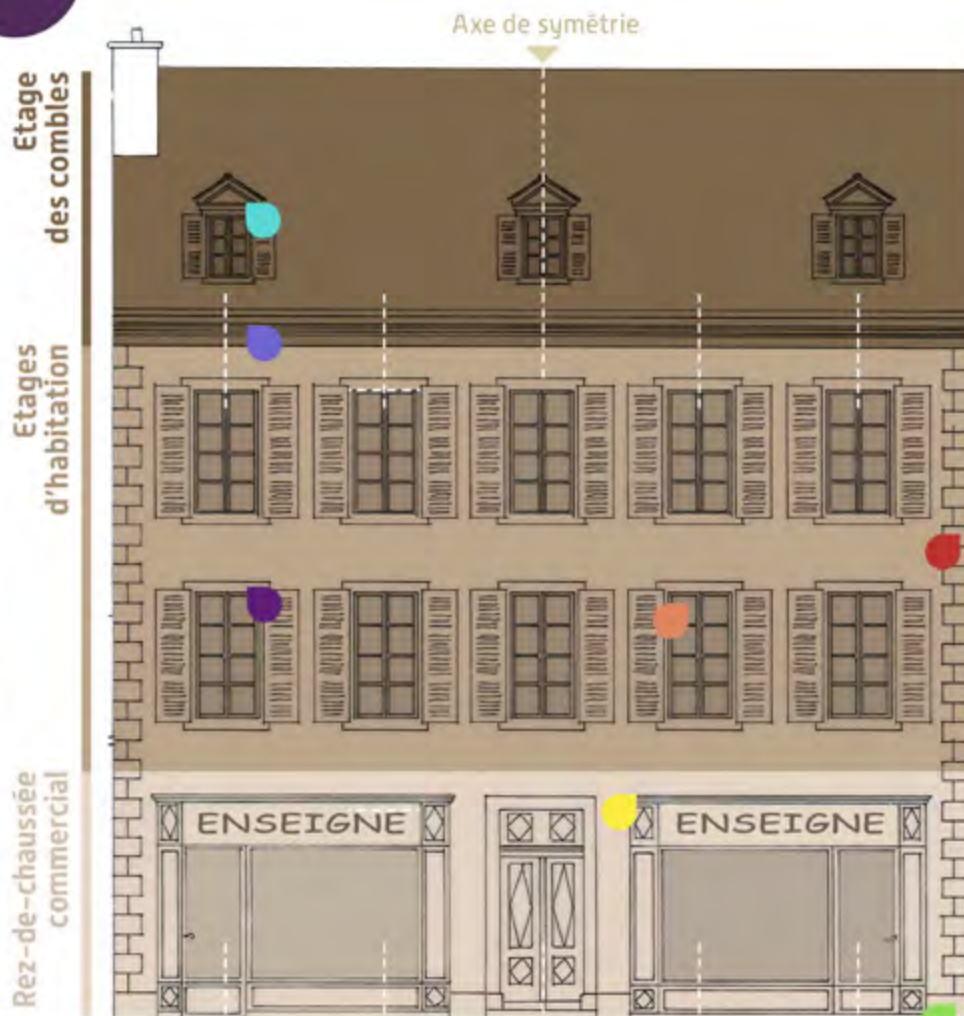 Axe de symétrie
Etage
des combles
Etages
d'habitation
Rez-de-chaussée
commercial
ENSEIGNE
ENSEIGNE